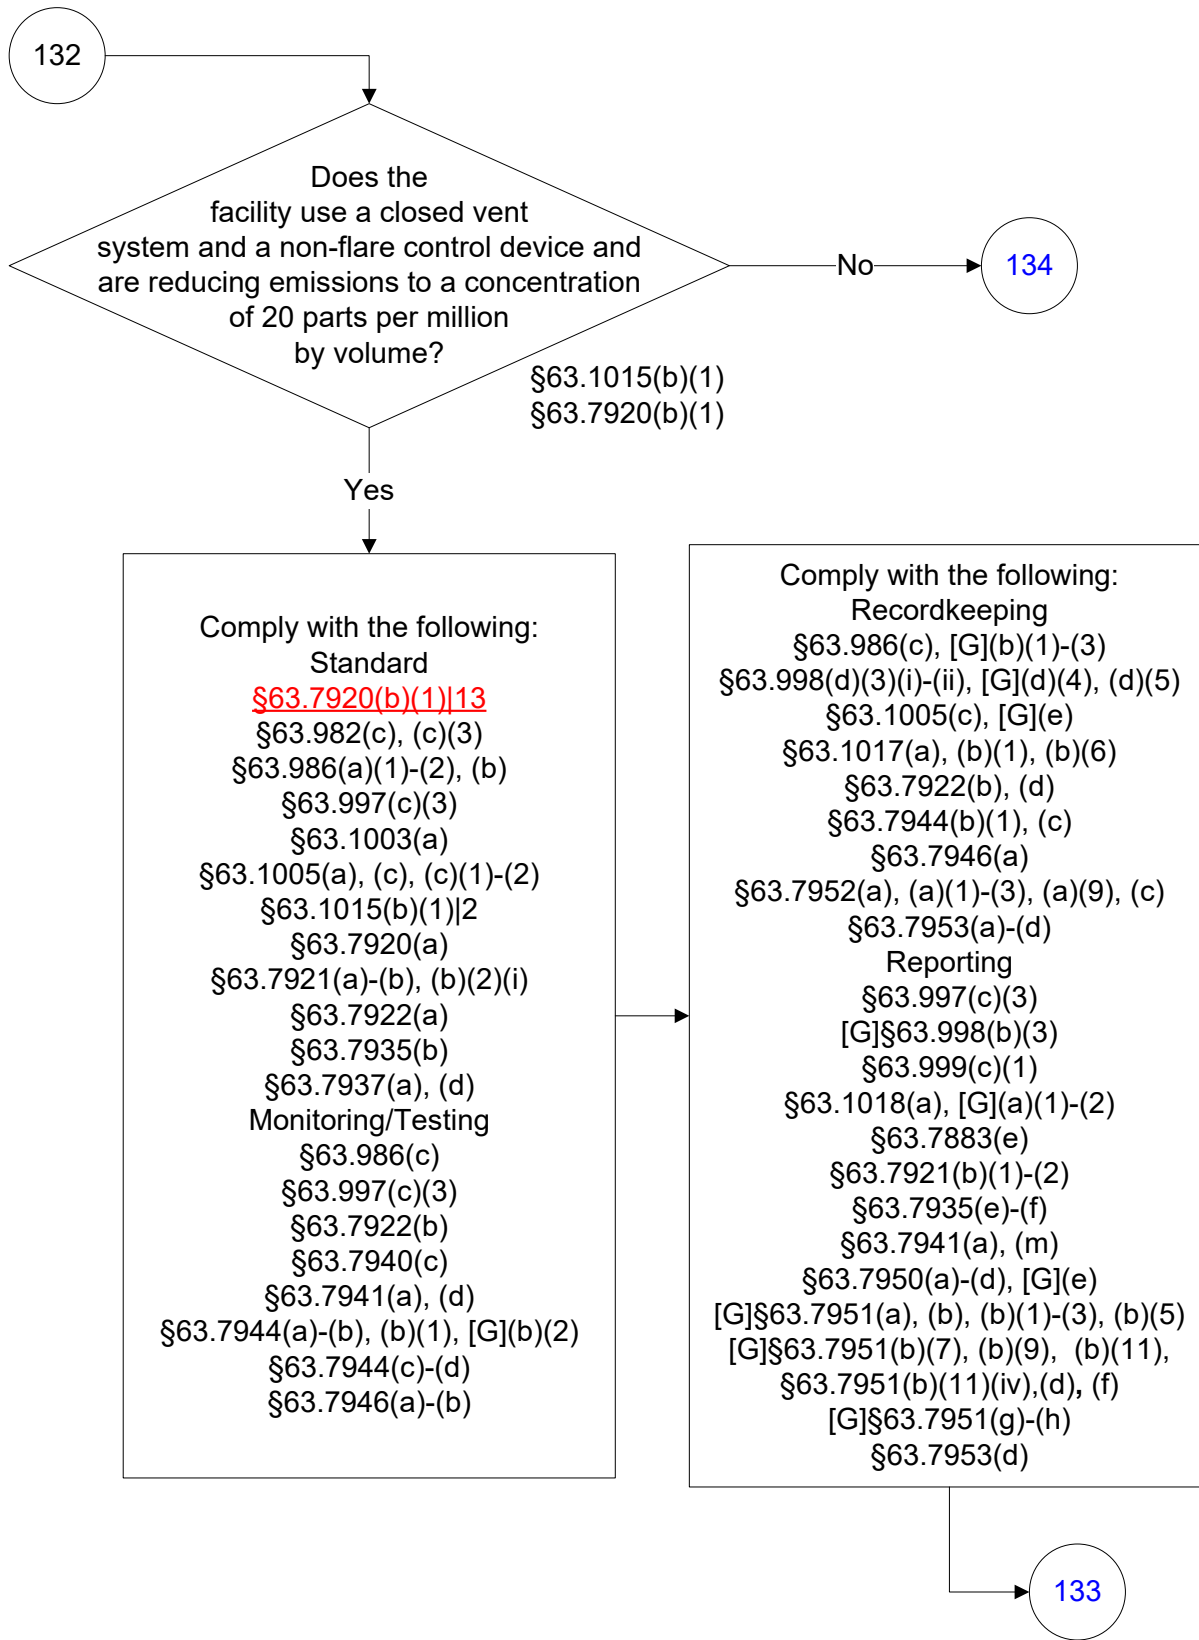 132
Does the
facility use a closed vent
system and a non-flare control device and
are reducing emissions to a concentration
of 20 parts per million
by volume?
No
134
§63.1015(b)(1)
§63.7920(b)(1)
Yes
Comply with the following:
Standard
§63.7920(b)(1)|13
§63.982(c), (c)(3)
§63.986(a)(1)-(2), (b)
§63.997(c)(3)
§63.1003(a)
§63.1005(a), (c), (c)(1)-(2)
§63.1015(b)(1)|2
§63.7920(a)
§63.7921(a)-(b), (b)(2)(i)
§63.7922(a)
§63.7935(b)
§63.7937(a), (d)
Monitoring/Testing
§63.986(c)
§63.997(c)(3)
§63.7922(b)
§63.7940(c)
§63.7941(a), (d)
§63.7944(a)-(b), (b)(1), [G](b)(2)
§63.7944(c)-(d)
§63.7946(a)-(b)
Comply with the following:
Recordkeeping
§63.986(c), [G](b)(1)-(3)
§63.998(d)(3)(i)-(ii), [G](d)(4), (d)(5)
§63.1005(c), [G](e)
§63.1017(a), (b)(1), (b)(6)
§63.7922(b), (d)
§63.7944(b)(1), (c)
§63.7946(a)
§63.7952(a), (a)(1)-(3), (a)(9), (c)
§63.7953(a)-(d)
Reporting
§63.997(c)(3)
[G]§63.998(b)(3)
§63.999(c)(1)
§63.1018(a), [G](a)(1)-(2)
§63.7883(e)
§63.7921(b)(1)-(2)
§63.7935(e)-(f)
§63.7941(a), (m)
§63.7950(a)-(d), [G](e)
[G]§63.7951(a), (b), (b)(1)-(3), (b)(5)
[G]§63.7951(b)(7), (b)(9), (b)(11),
§63.7951(b)(11)(iv),(d), (f)
[G]§63.7951(g)-(h)
§63.7953(d)
133